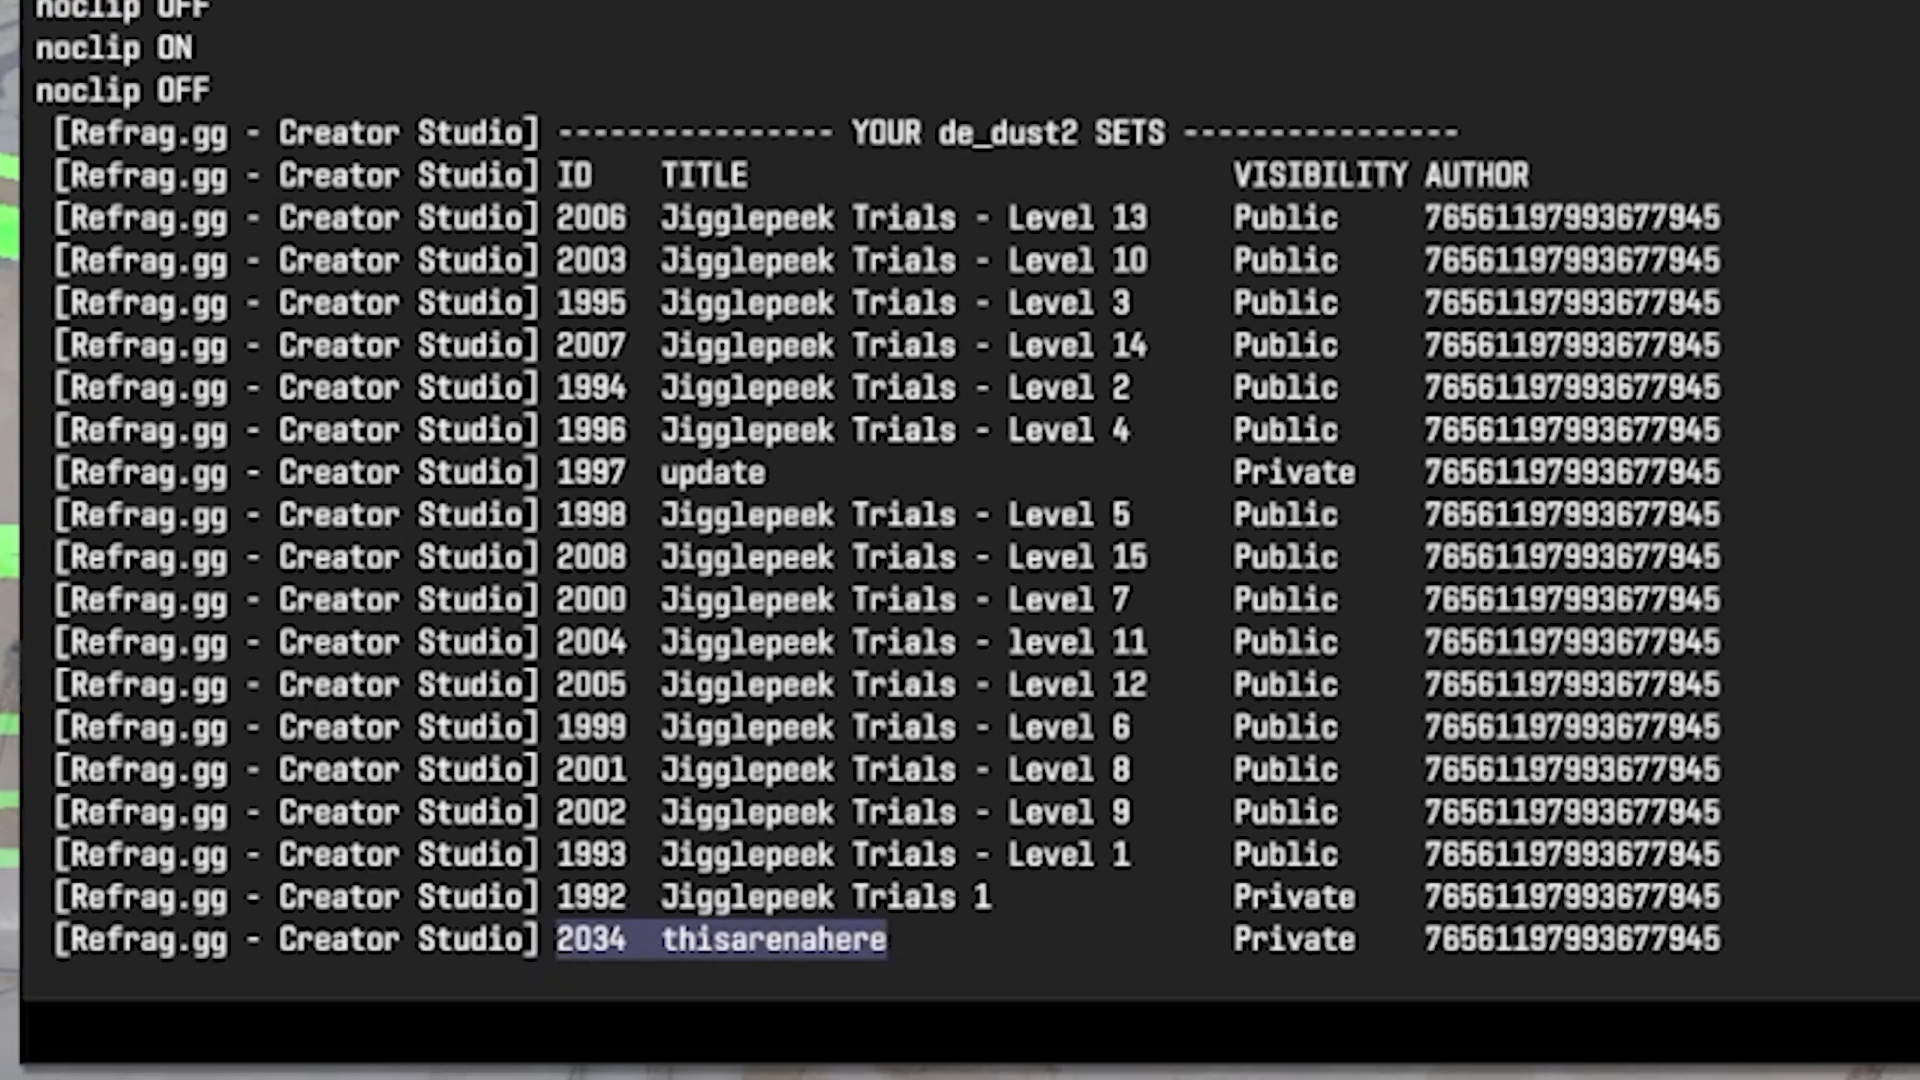 noclip OFF
noclip ON
noclip OFF
[Refrag.gg - Creator Studio] ---------------- YOUR de_dust2 SETS ----------------
[Refrag.gg - Creator Studio] ID TITLE VISIBILITY AUTHOR
[Refrag.gg - Creator Studio] 2006 Jigglepeek Trials - Level 13 Public 76561197993677945
[Refrag.gg - Creator Studio] 2003 Jigglepeek Trials - Level 10 Public 76561197993677945
[Refrag.gg - Creator Studio] 1995 Jigglepeek Trials - Level 3 Public 76561197993677945
[Refrag.gg - Creator Studio] 2007 Jigglepeek Trials - Level 14 Public 76561197993677945
[Refrag.gg - Creator Studio] 1994 Jigglepeek Trials - Level 2 Public 76561197993677945
[Refrag.gg - Creator Studio] 1996 Jigglepeek Trials - Level 4 Public 76561197993677945
[Refrag.gg - Creator Studio] 1997 update Private 76561197993677945
[Refrag.gg - Creator Studio] 1998 Jigglepeek Trials - Level 5 Public 76561197993677945
[Refrag.gg - Creator Studio] 2008 Jigglepeek Trials - Level 15 Public 76561197993677945
[Refrag.gg - Creator Studio] 2000 Jigglepeek Trials - Level 7 Public 76561197993677945
[Refrag.gg - Creator Studio] 2004 Jigglepeek Trials - level 11 Public 76561197993677945
[Refrag.gg - Creator Studio] 2005 Jigglepeek Trials - Level 12 Public 76561197993677945
[Refrag.gg - Creator Studio] 1999 Jigglepeek Trials - Level 6 Public 76561197993677945
[Refrag.gg - Creator Studio] 2001 Jigglepeek Trials - Level 8 Public 76561197993677945
[Refrag.gg - Creator Studio] 2002 Jigglepeek Trials - Level 9 Public 76561197993677945
[Refrag.gg - Creator Studio] 1993 Jigglepeek Trials - Level 1 Public 76561197993677945
[Refrag.gg - Creator Studio] 1992 Jigglepeek Trials 1 Private 76561197993677945
[Refrag.gg - Creator Studio] 2034 thisarenahere Private 76561197993677945